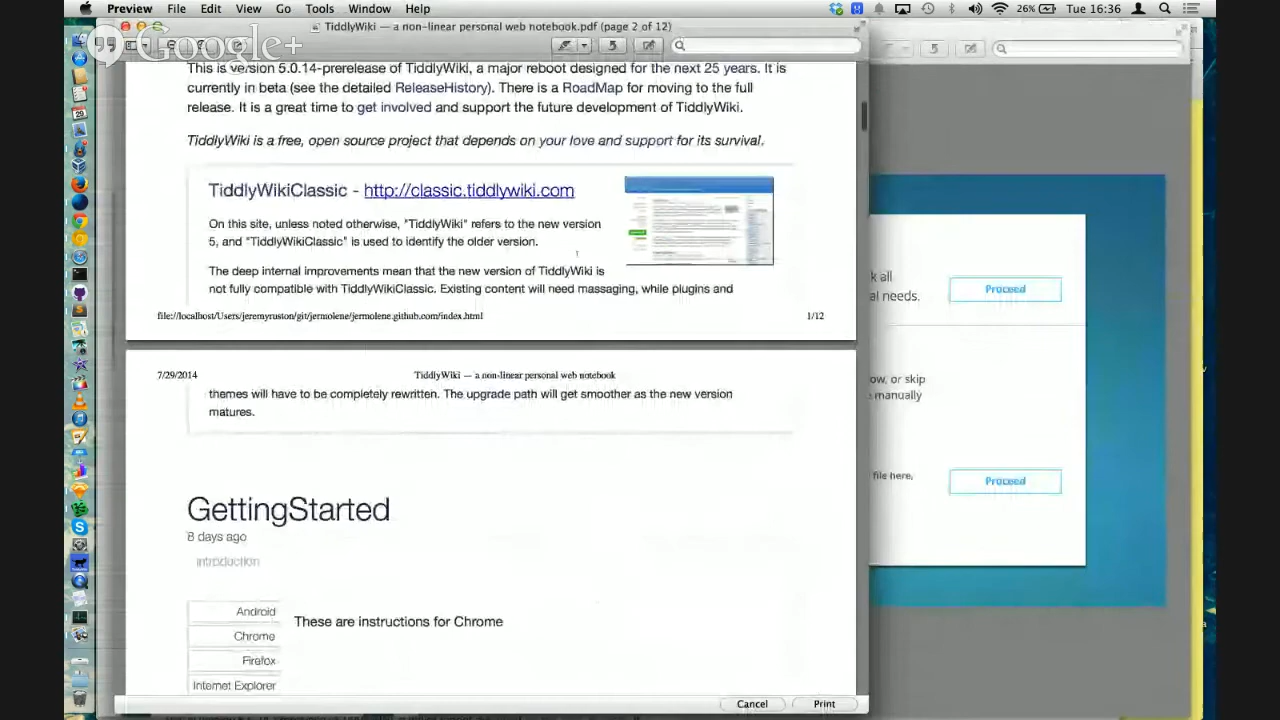 Preview File Edit View Go Tools Window Help 26% Tue 16:36
TiddlyWiki — a non-linear personal web notebook.pdf (page 2 of 12)
Google+
This is version 5.0.14-prerelease of TiddlyWiki, a major reboot designed for the next 25 years. It is
currently in beta (see the detailed ReleaseHistory). There is a RoadMap for moving to the full
release. It is a great time to get involved and support the future development of TiddlyWiki.
TiddlyWiki is a free, open source project that depends on your love and support for its survival.
TiddlyWikiClassic - http://classic.tiddlywiki.com
On this site, unless noted otherwise, "TiddlyWiki" refers to the new version
5, and "TiddlyWikiClassic" is used to identify the older version.
The deep internal improvements mean that the new version of TiddlyWiki is
not fully compatible with TiddlyWikiClassic. Existing content will need massaging, while plugins and
file://localhost/Users/jeremyruston/git/jermolene/jermolene.github.com/index.html 1/12
7/29/2014 TiddlyWiki — a non-linear personal web notebook
themes will have to be completely rewritten. The upgrade path will get smoother as the new version
matures.
GettingStarted
8 days ago
introduction
Android
These are instructions for Chrome
Chrome
Firefox
Internet Explorer
Cancel Print
k all
al needs.
Proceed
ow, or skip
manually
file here,
Proceed